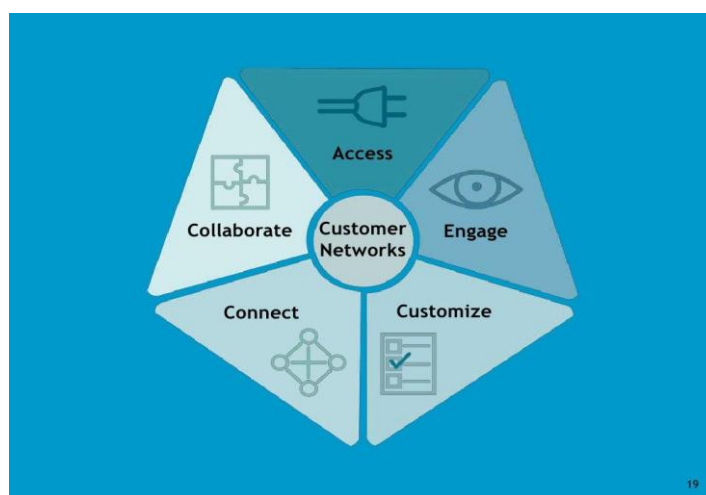 Access
Collaborate
Customer
Networks
Engage
Connect
Customize
19